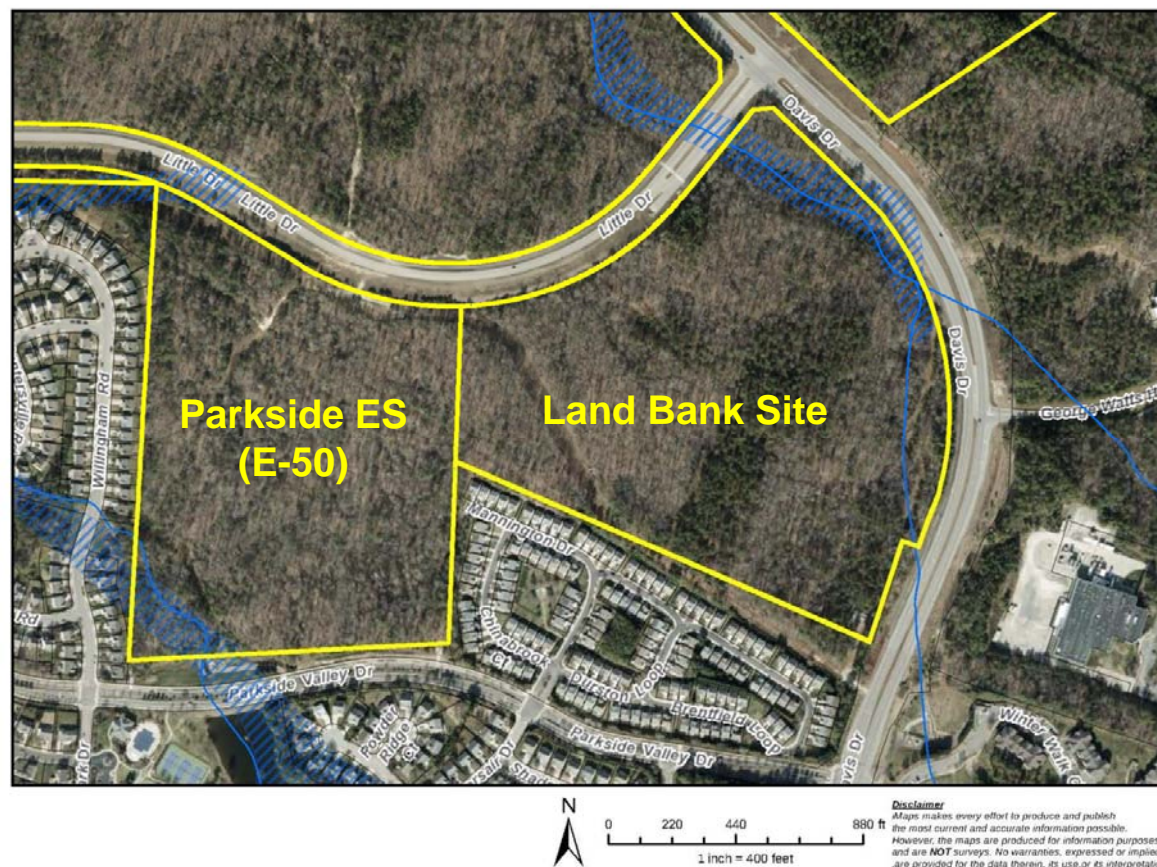 Davis Dr
Little Dr
Little Dr
Little Dr
Davis Dr
George Watts H
Willingham Rd
Parkside ES
(E-50)
Land Bank Site
Mannington Dr
Rd
Durston Loop
Brentfield Loop
Parkside Valley Dr
Powder
Ridge
Ct
Parkside Valley Dr
Davis Dr
Winter Walk
N
0 220 440 880 ft
1 inch = 400 feet
Disclaimer
iMaps makes every effort to produce and publish
the most current and accurate information possible.
However, the maps are produced for information purposes,
and are NOT surveys. No warranties, expressed or implied
,are provided for the data therein, its use,or its interpretation